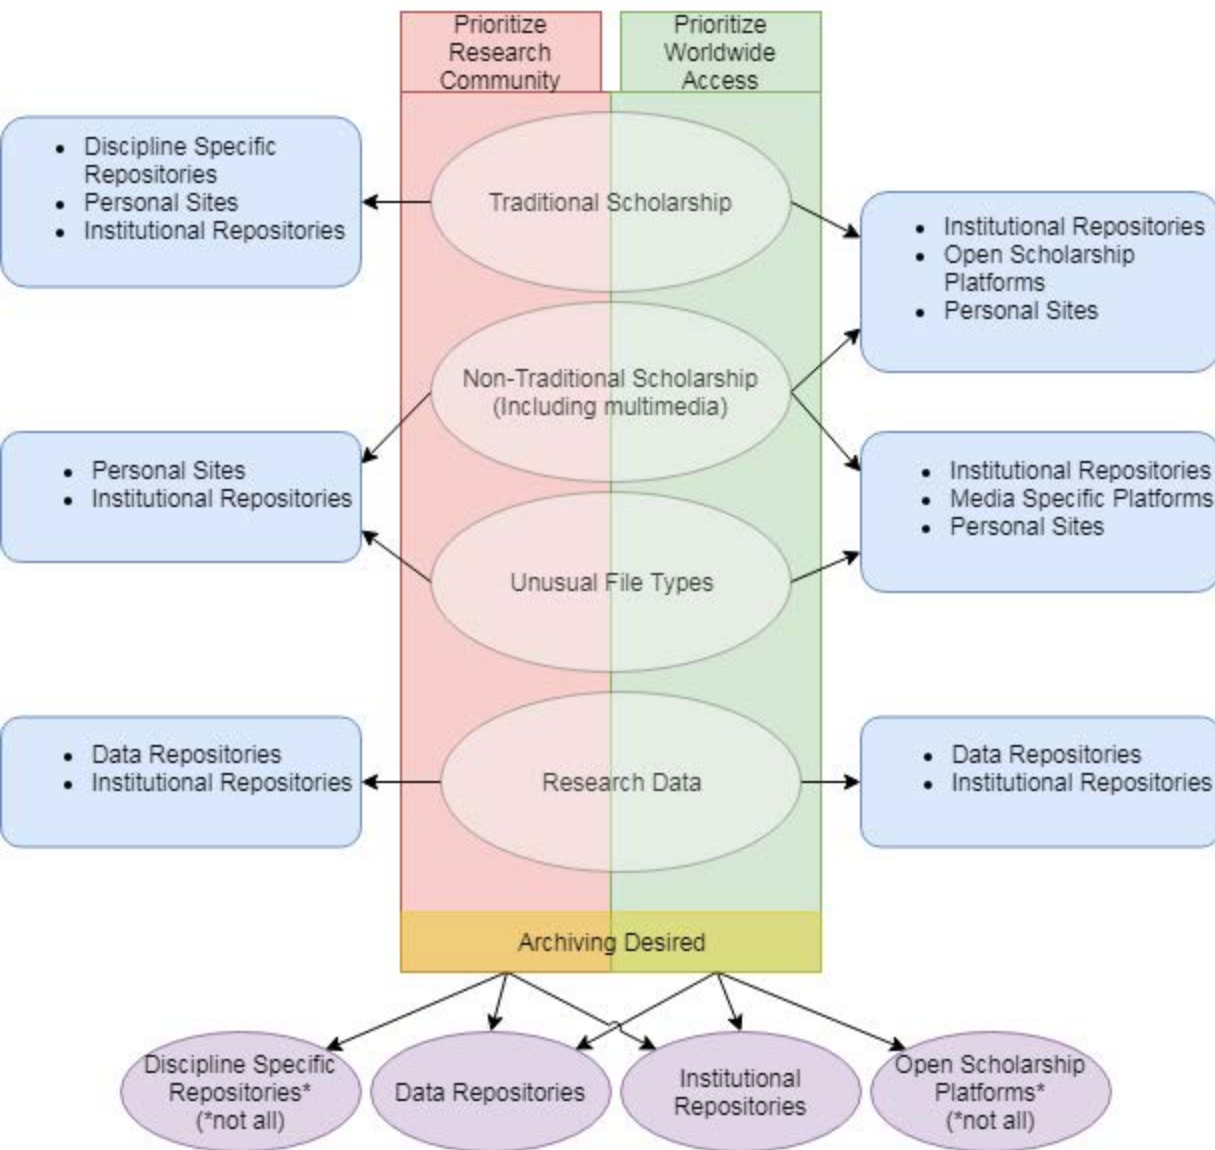 Prioritize
Research
Community
Prioritize
Worldwide
Access
• Discipline Specific
Repositories
• Personal Sites
• Institutional Repositories
Traditional Scholarship
• Institutional Repositories
• Open Scholarship
Platforms
• Personal Sites
Non-Traditional Scholarship
(Including multimedia)
• Personal Sites
• Institutional Repositories
• Institutional Repositories
• Media Specific Platforms
• Personal Sites
Unusual File Types
• Data Repositories
• Institutional Repositories
Research Data
• Data Repositories
• Institutional Repositories
Archiving Desired
Discipline Specific
Repositories*
(*not all)
Data Repositories
Institutional
Repositories
Open Scholarship
Platforms*
(*not all)